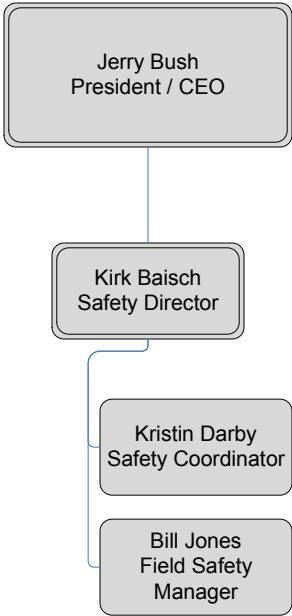 Jerry Bush
President / CEO
Kirk Baisch
Safety Director
Kristin Darby
Safety Coordinator
Bill Jones
Field Safety
Manager